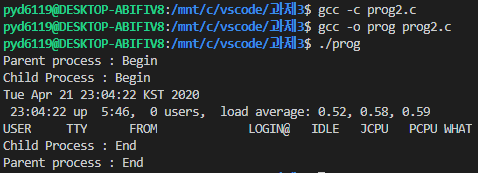 pyd6119@DESKTOP-ABIFIV8:/mnt/c/vscode/과제3$ gcc -c prog2.c
pyd6119@DESKTOP-ABIFIV8:/mnt/c/vscode/과제3$ gcc -o prog prog2.c
pyd6119@DESKTOP-ABIFIV8:/mnt/c/vscode/과제3$ ./prog
Parent process : Begin
Child Process : Begin
Tue Apr 21 23:04:22 KST 2020
 23:04:22 up  5:46,  0 users,  load average: 0.52, 0.58, 0.59
USER     TTY      FROM             LOGIN@   IDLE   JCPU   PCPU WHAT
Child Process : End
Parent process : End